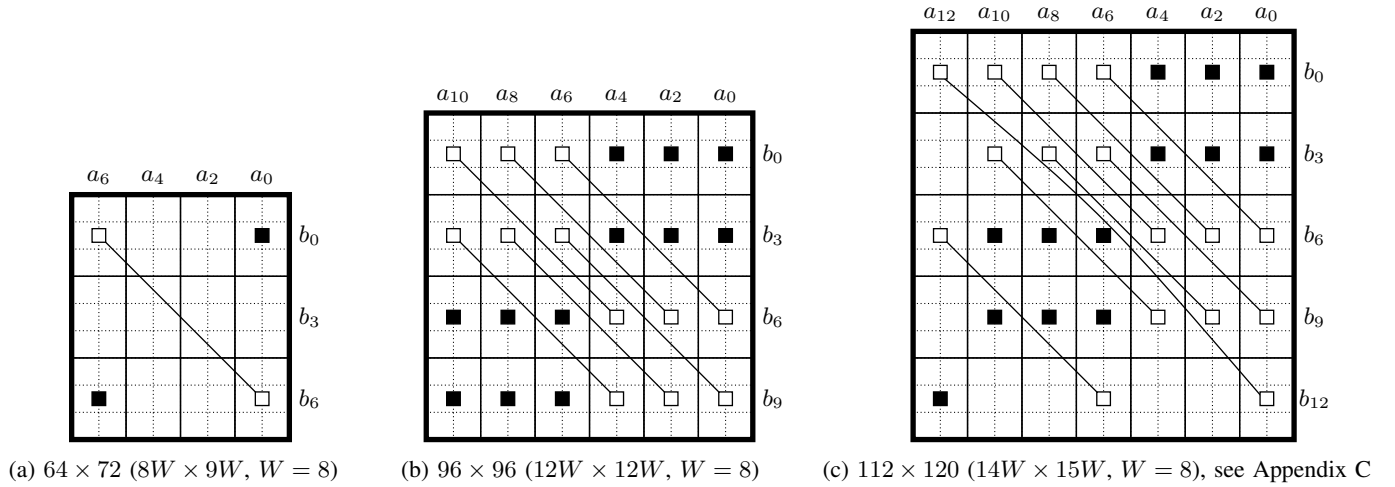 a₆ a₄ a₂ a₀
b₀
b₃
b₆
(a) 64 × 72 (8W × 9W, W = 8)
a₁₀ a₈ a₆ a₄ a₂ a₀
b₀
b₃
b₆
b₉
(b) 96 × 96 (12W × 12W, W = 8)
a₁₂ a₁₀ a₈ a₆ a₄ a₂ a₀
b₀
b₃
b₆
b₉
b₁₂
(c) 112 × 120 (14W × 15W, W = 8), see Appendix C